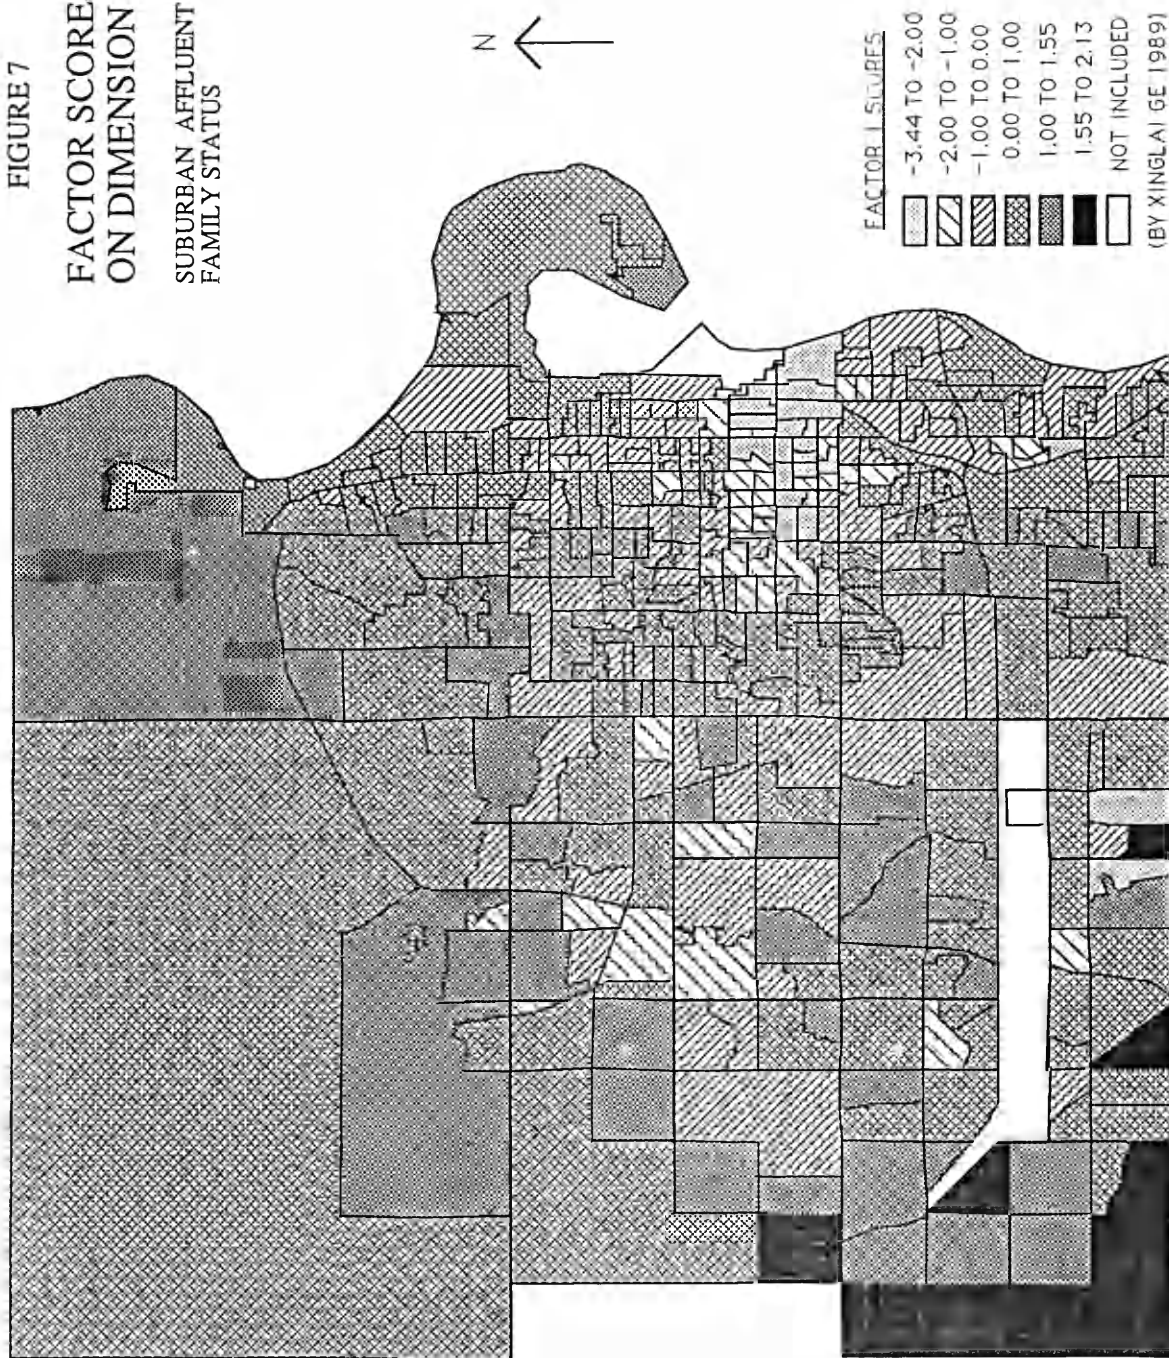 FIGURE 7
FACTOR SCORE
ON DIMENSION
SUBURBAN AFFLUENT
FAMILY STATUS
N
FACTOR 1 SCORES
-3.44 TO -2.00
-2.00 TO -1.00
-1.00 TO 0.00
0.00 TO 1.00
1.00 TO 1.55
1.55 TO 2.13
NOT INCLUDED
(BY XINGLAI GE 1989)